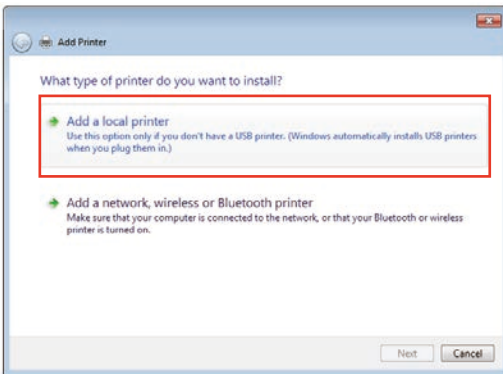 Add Printer
What type of printer do you want to install?
Add a local printer
Use this option only if you don't have a USB printer. (Windows automatically installs USB printers
when you plug them in.)
Add a network, wireless or Bluetooth printer
Make sure that your computer is connected to the network, or that your Bluetooth or wireless
printer is turned on.
Next
Cancel